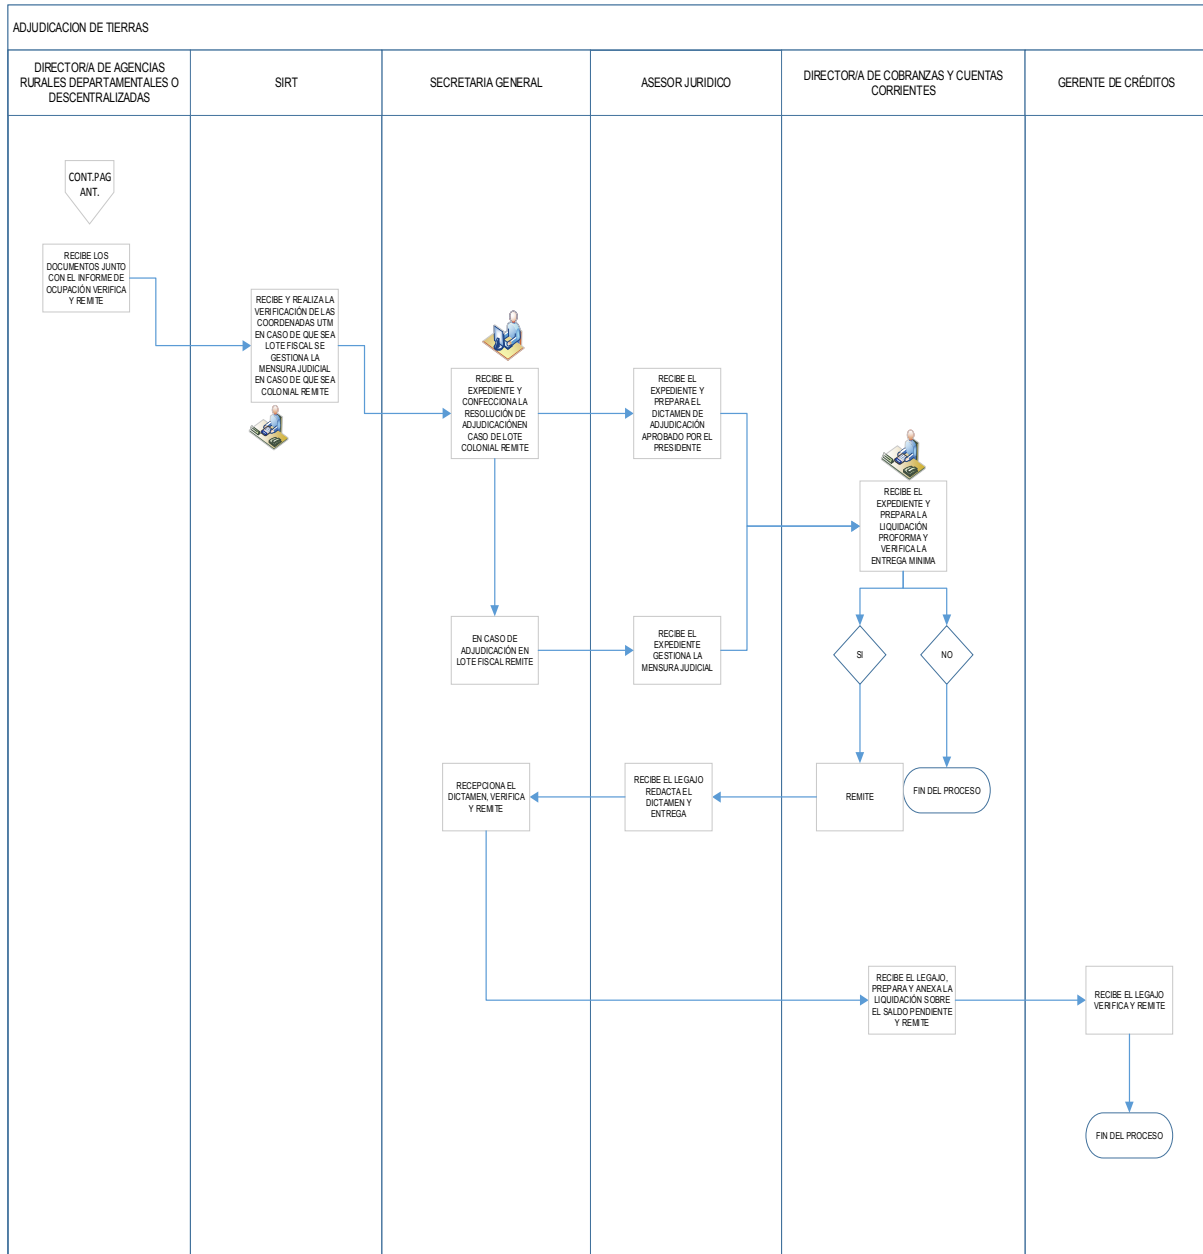 ADJUDICACION DE TIERRAS
DIRECTOR/A DE AGENCIAS
RURALES DEPARTAMENTALES O
DESCENTRALIZADAS
SIRT
SECRETARIA GENERAL
ASESOR JURIDICO
DIRECTOR/A DE COBRANZAS Y CUENTAS
CORRIENTES
GERENTE DE CRÉDITOS
CONT.PAG
ANT.
RECIBE LOS
DOCUMENTOS JUNTO
CON EL INFORME DE
OCUPACIÓN VERIFICA
Y REMITE
RECIBE Y REALIZA LA
VERIFICACIÓN DE LAS
COORDENADAS UTM
EN CASO DE QUE SEA
LOTE FISCAL SE
GESTIONA LA
MENSURA JUDICIAL
EN CASO DE QUE SEA
COLONIAL REMITE
RECIBE EL
EXPEDIENTE Y
CONFECCIONA LA
RESOLUCIÓN DE
ADJUDICACIÓNEN
CASO DE LOTE
COLONIAL REMITE
RECIBE EL
EXPEDIENTE Y
PREPARA EL
DICTAMEN DE
ADJUDICACIÓN
APROBADO POR EL
PRESIDENTE
RECIBE EL
EXPEDIENTE Y
PREPARA LA
LIQUIDACIÓN
PROFORMA Y
VERIFICA LA
ENTREGA MINIMA
EN CASO DE
ADJUDICACIÓN EN
LOTE FISCAL REMITE
RECIBE EL
EXPEDIENTE
GESTIONA LA
MENSURA JUDICIAL
SI
NO
RECEPCIONA EL
DICTAMEN, VERIFICA
Y REMITE
RECIBE EL LEGAJO
REDACTA EL
DICTAMEN Y
ENTREGA
REMITE
FIN DEL PROCESO
RECIBE EL LEGAJO,
PREPARA Y ANEXA LA
LIQUIDACIÓN SOBRE
EL SALDO PENDIENTE
Y REMITE
RECIBE EL LEGAJO
VERIFICA Y REMITE
FIN DEL PROCESO